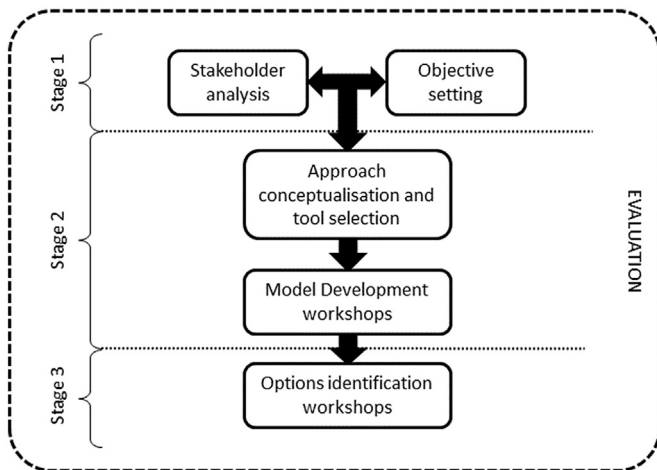 Stage 1
Stakeholder
analysis
Objective
setting
Stage 2
Approach
conceptualisation and
tool selection
Model Development
workshops
Stage 3
Options identification
workshops
EVALUATION